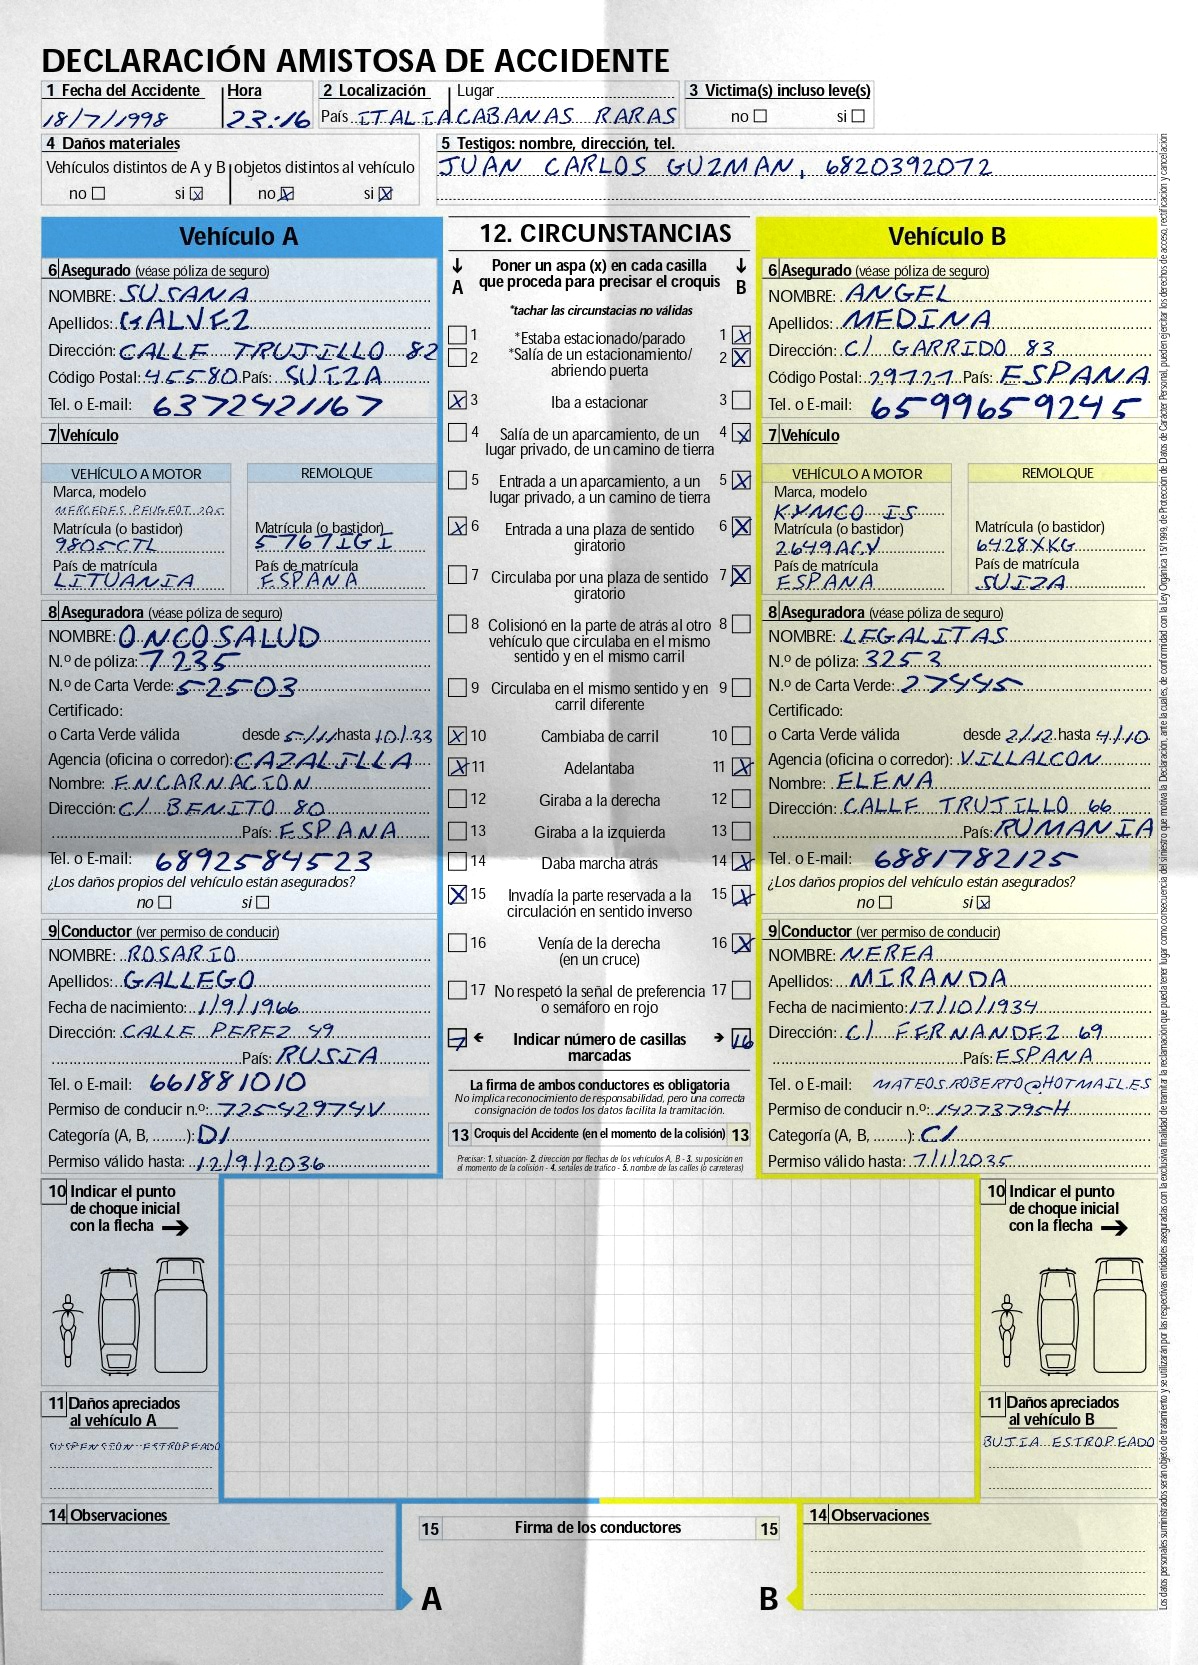 DECLARACIÓN AMISTOSA DE ACCIDENTE
1 Fecha del Accidente Hora 2 Localización Lugar 3 Victima(s) incluso leve(s)
18/7/1998 23:16 País ITALIA CABANAS RARAS no si
4 Daños materiales
Vehículos distintos de A y B objetos distintos al vehículo
no si X no X si X
5 Testigos: nombre, dirección, tel.
JUAN CARLOS GUZMAN, 6820392072
Vehículo A
6 Asegurado (véase póliza de seguro)
NOMBRE: SUSANA
Apellidos: GALVEZ
Dirección: CALLE TRUJILLO 82
Código Postal: 45580 País: SUIZA
Tel. o E-mail: 6372421167
7 Vehículo
VEHÍCULO A MOTOR REMOLQUE
Marca, modelo
MERCEDES PEUGEOT 205
Matrícula (o bastidor) Matrícula (o bastidor)
9805CTL 5767IGI
País de matrícula País de matrícula
LITUANIA ESPANA
8 Aseguradora (véase póliza de seguro)
NOMBRE: ONCOSALUD
N.º de póliza: 7235
N.º de Carta Verde: 52503
Certificado:
o Carta Verde válida desde 5/11 hasta 10/33
Agencia (oficina o corredor): CAZALILLA
Nombre: ENCARNACION
Dirección: C/ BENITO 80
País: ESPANA
Tel. o E-mail: 6892584523
¿Los daños propios del vehículo están asegurados?
no si
9 Conductor (ver permiso de conducir)
NOMBRE: ROSARIO
Apellidos: GALLEGO
Fecha de nacimiento: 1/9/1966
Dirección: CALLE PEREZ 49
País: RUSIA
Tel. o E-mail: 661881010
Permiso de conducir n.º: 72542974V
Categoría (A, B, ........): D1
Permiso válido hasta: 12/9/2036
10 Indicar el punto
de choque inicial
con la flecha
11 Daños apreciados
al vehículo A
SUSPENSION ESTROPEADO
14 Observaciones
12. CIRCUNSTANCIAS
Poner un aspa (x) en cada casilla
A que proceda para precisar el croquis B
*tachar las circunstacias no válidas
1 *Estaba estacionado/parado 1 X
2 *Salía de un estacionamiento/ 2 X
abriendo puerta
X 3 Iba a estacionar 3
4 Salía de un aparcamiento, de un 4 X
lugar privado, de un camino de tierra
5 Entrada a un aparcamiento, a un 5 X
lugar privado, a un camino de tierra
X 6 Entrada a una plaza de sentido 6 X
giratorio
7 Circulaba por una plaza de sentido 7 X
giratorio
8 Colisionó en la parte de atrás al otro 8
vehículo que circulaba en el mismo
sentido y en el mismo carril
9 Circulaba en el mismo sentido y en 9
carril diferente
X 10 Cambiaba de carril 10
X 11 Adelantaba 11 X
12 Giraba a la derecha 12
13 Giraba a la izquierda 13
14 Daba marcha atrás 14 X
X 15 Invadía la parte reservada a la 15 X
circulación en sentido inverso
16 Venía de la derecha 16 X
(en un cruce)
17 No respetó la señal de preferencia 17
o semáforo en rojo
7 Indicar número de casillas 16
marcadas
La firma de ambos conductores es obligatoria
No implica reconocimiento de responsabilidad, pero una correcta
consignación de todos los datos facilita la tramitación.
13 Croquis del Accidente (en el momento de la colisión) 13
Precisar: 1. situación- 2. dirección por flechas de los vehículos A, B - 3. su posición en
el momento de la colisión - 4. señales de tráfico - 5. nombre de las calles (o carreteras)
15 Firma de los conductores 15
A B
Vehículo B
6 Asegurado (véase póliza de seguro)
NOMBRE: ANGEL
Apellidos: MEDINA
Dirección: C/ GARRIDO 83
Código Postal: 29727 País: ESPANA
Tel. o E-mail: 6599659245
7 Vehículo
VEHÍCULO A MOTOR REMOLQUE
Marca, modelo
KYMCO IS
Matrícula (o bastidor) Matrícula (o bastidor)
2649ACV 6428XKG
País de matrícula País de matrícula
ESPANA SUIZA
8 Aseguradora (véase póliza de seguro)
NOMBRE: LEGALITAS
N.º de póliza: 3253
N.º de Carta Verde: 27445
Certificado:
o Carta Verde válida desde 2/12 hasta 4/10
Agencia (oficina o corredor): VILLALCON
Nombre: ELENA
Dirección: CALLE TRUJILLO 66
País: RUMANIA
Tel. o E-mail: 6881782125
¿Los daños propios del vehículo están asegurados?
no si X
9 Conductor (ver permiso de conducir)
NOMBRE: NEREA
Apellidos: MIRANDA
Fecha de nacimiento: 17/10/1934
Dirección: C/ FERNANDEZ 69
País: ESPANA
Tel. o E-mail: MATEOS.ROBERTO@HOTMAIL.ES
Permiso de conducir n.º: 14273795H
Categoría (A, B, ........): C1
Permiso válido hasta: 7/1/2035
10 Indicar el punto
de choque inicial
con la flecha
11 Daños apreciados
al vehículo B
BUJIA ESTROPEADO
14 Observaciones
Los datos personales suministrados serán objeto de tratamiento y se utilizarán por las respectivas entidades aseguradas con la exclusiva finalidad de tramitar la reclamación que pueda tener lugar como consecuencia del siniestro que motiva la Declaración, ante la cuales, de conformidad con la Ley Orgánica 15/1999, de Protección de Datos de Carácter Personal, pueden ejercitar los derechos de acceso, rectificación y cancelación